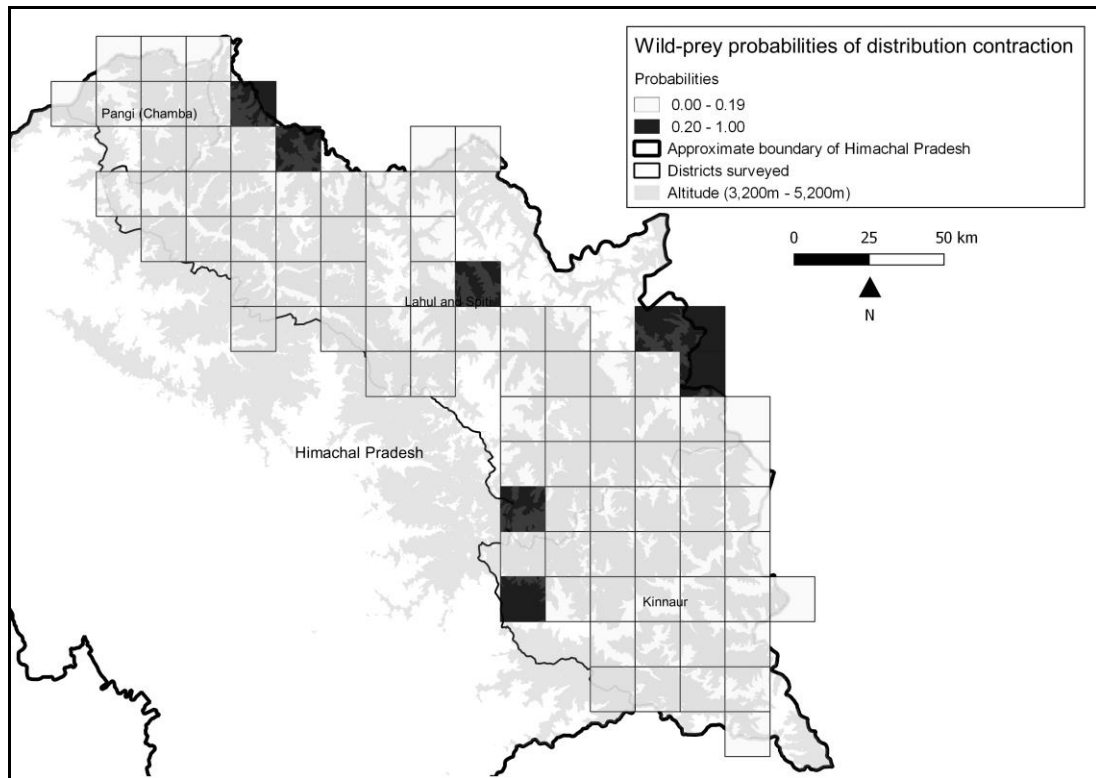 Wild-prey probabilities of distribution contraction
Probabilities
0.00 - 0.19
0.20 - 1.00
Approximate boundary of Himachal Pradesh
Districts surveyed
Altitude (3,200m - 5,200m)
0 25 50 km
N
Pangi (Chamba)
Lahul and Spiti
Himachal Pradesh
Kinnaur